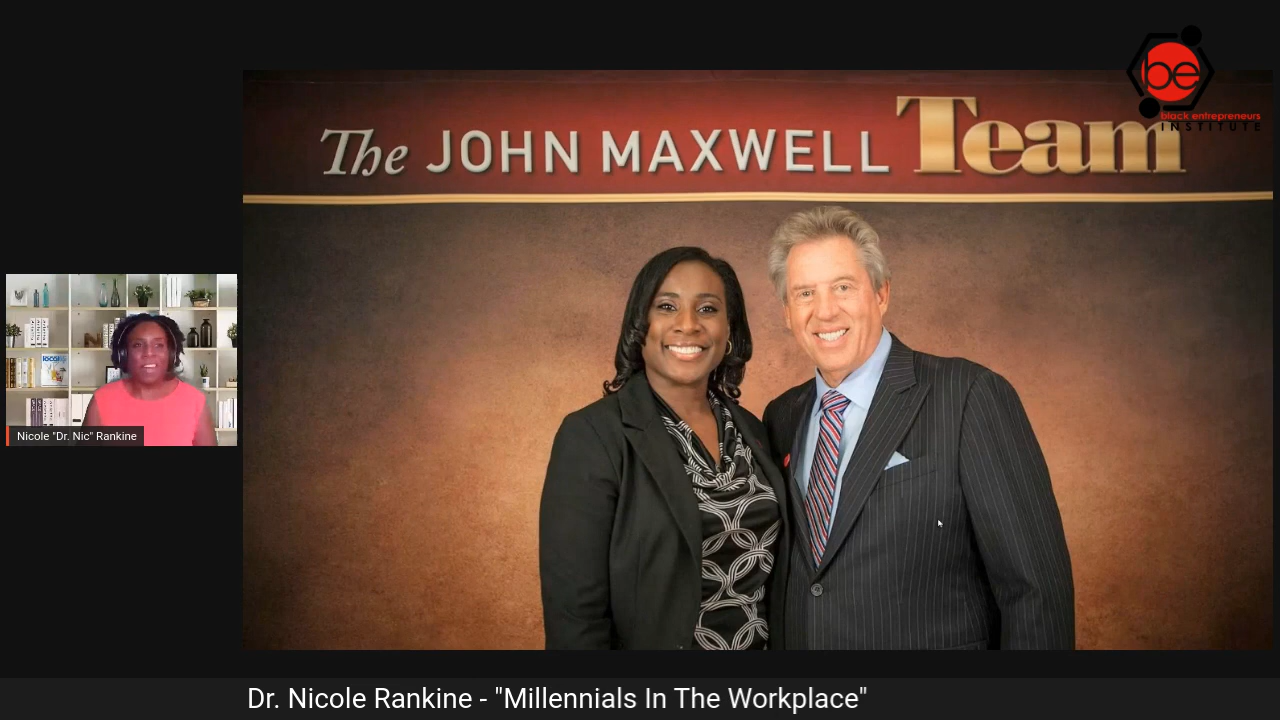 The JOHN MAXWELL Team
be
black entrepreneurs
INSTITUTE
Nicole "Dr. Nic" Rankine
Dr. Nicole Rankine - "Millennials In The Workplace"